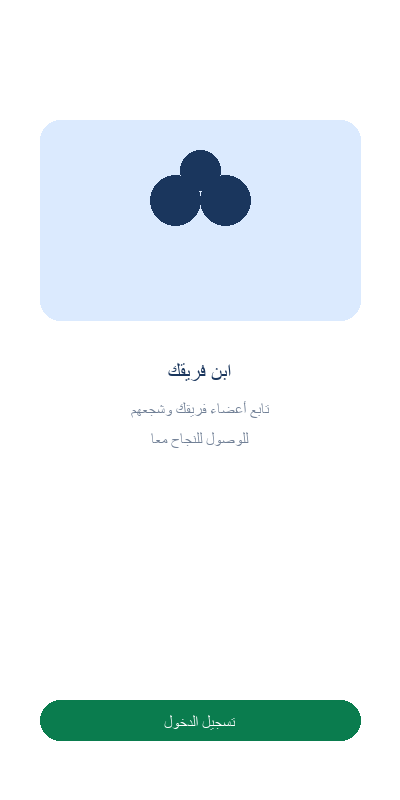 ابن فريقك
تابع أعضاء فريقك وشجعهم
للوصول للنجاح معا
تسجيل الدخول